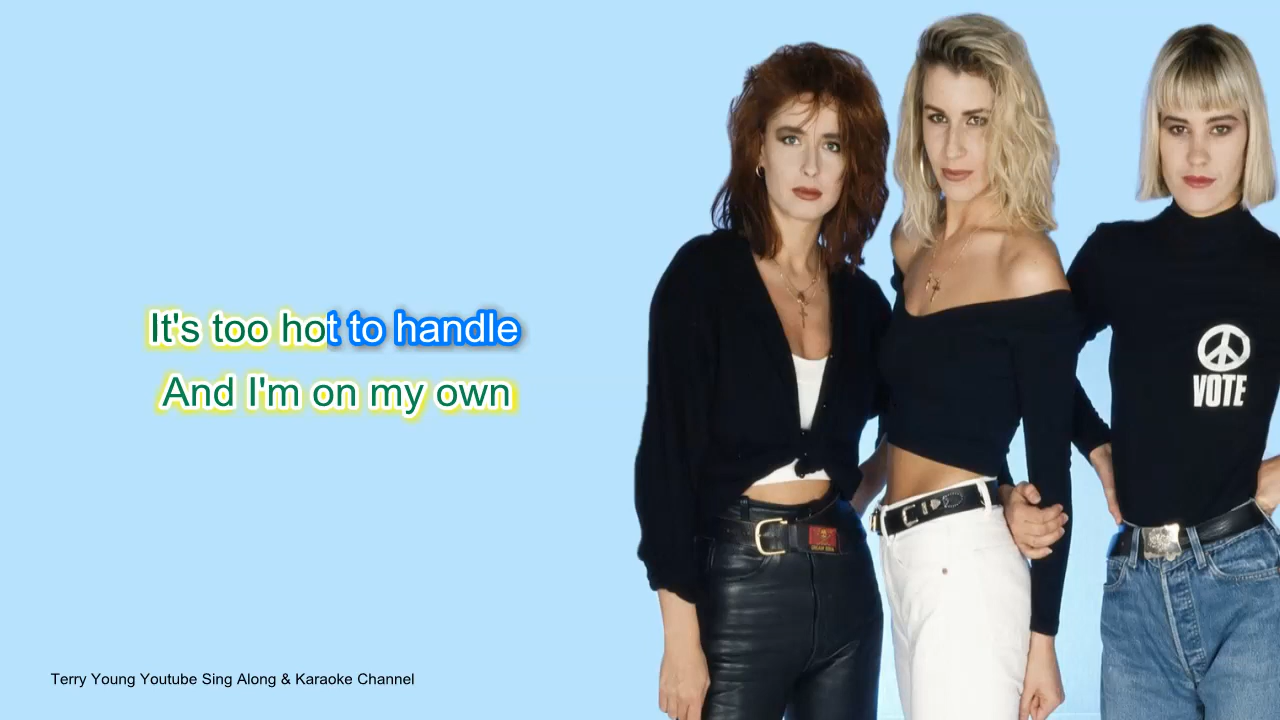 It's too hot to handle
And I'm on my own
VOTE
Terry Young Youtube Sing Along & Karaoke Channel